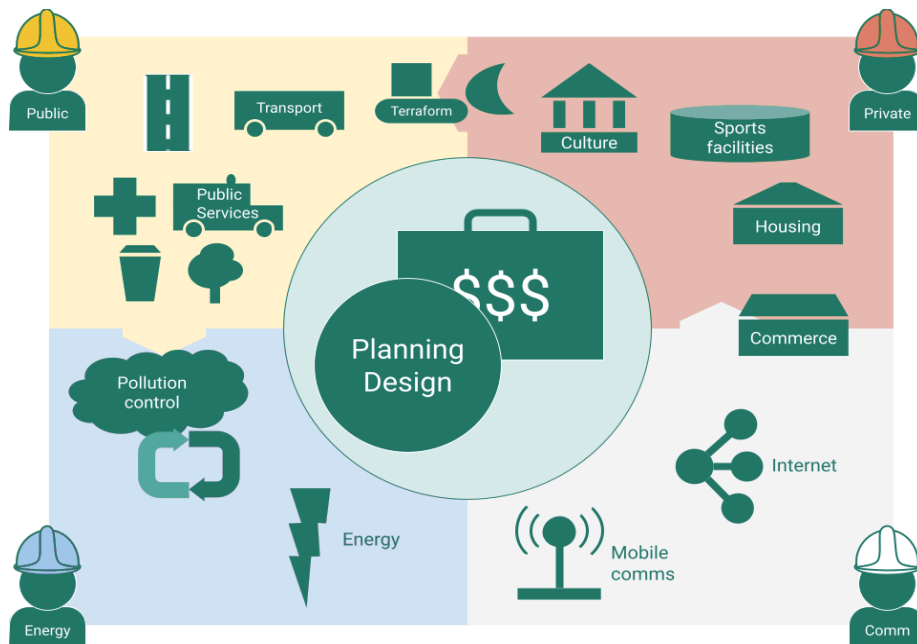 Public
Private
Transport
Terraform
Culture
Sports
facilities
Public
Services
Housing
$$$
Planning
Design
Commerce
Pollution
control
Internet
Energy
Mobile
comms
Energy
Comm